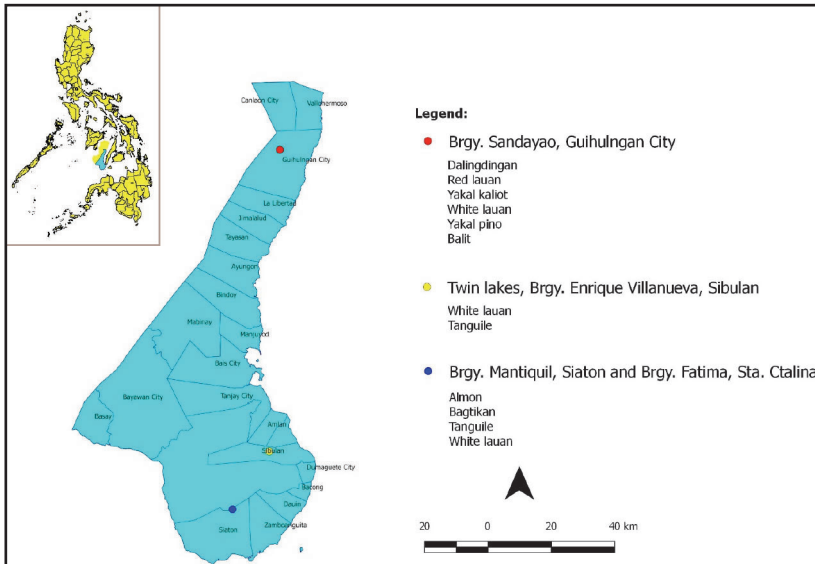 Canlaon City
Vallehermoso
Guihulngan City
La Libertad
Jimalalud
Tayasan
Ayungon
Bindoy
Mabinay
Manjuyod
Bais City
Bayawan City
Tanjay City
Basay
Amlan
Sibulan
Dumaguete City
Bacong
Dauin
Zamboanguita
Siaton
Legend:
Brgy. Sandayao, Guihulngan City
Dalingdingan
Red lauan
Yakal kaliot
White lauan
Yakal pino
Balit
Twin lakes, Brgy. Enrique Villanueva, Sibulan
White lauan
Tanguile
Brgy. Mantiquil, Siaton and Brgy. Fatima, Sta. Ctalina
Almon
Bagtikan
Tanguile
White lauan
20 0 20 40 km